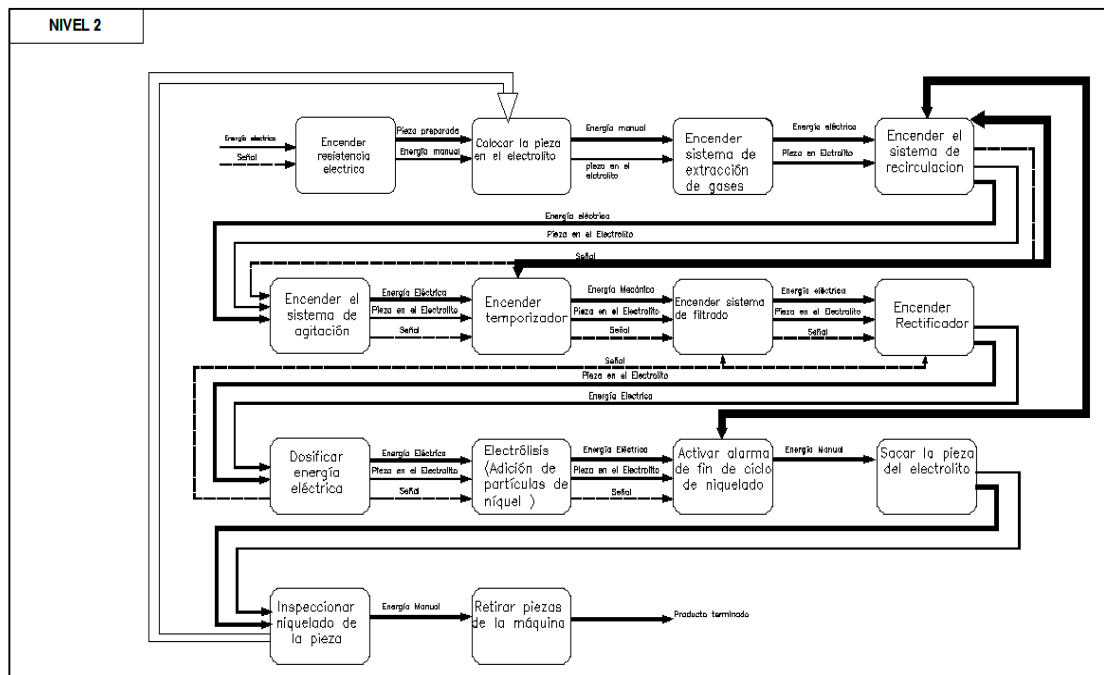 NIVEL 2
Energía electrica
Señal
Encender
resistencia
electrica
Pieza preparada
Energía manual
Colocar la pieza
en el electrolito
Energía manual
pieza en el
elctrolito
Encender
sistema de
extracción
de gases
Energía eléctrica
Pieza en Elctrolito
Encender el
sistema de
recirculacion
Energía eléctrica
Pieza en el Electrolito
Señal
Encender el
sistema de
agitación
Energía Eléctrica
Pieza en el Electrolito
Señal
Encender
temporizador
Energía Mecánica
Pieza en el Electrolito
Señal
Encender sistema
de filtrado
Energía eléctrica
Pieza en el Electrolito
Señal
Encender
Rectificador
Señal
Pieza en el Electrolito
Energía Electrica
Dosificar
energía
eléctrica
Energía Eléctrica
Pieza en el Electrolito
Señal
Electrólisis
(Adición de
partículas de
níquel )
Energía Eléctrica
Pieza en el Electrolito
Señal
Activar alarma
de fin de ciclo
de niquelado
Energía Manual
Sacar la pieza
del electrolito
Inspeccionar
niquelado de
la pieza
Energía Manual
Retirar piezas
de la máquina
Producto terminado